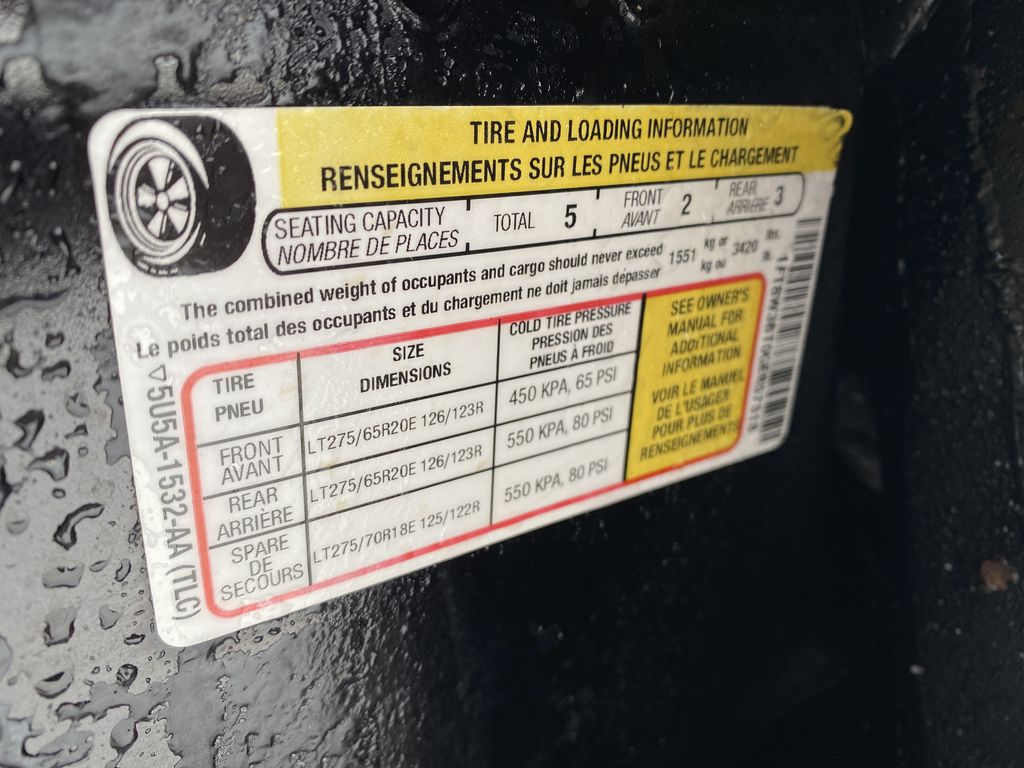 TIRE AND LOADING INFORMATION
RENSEIGNEMENTS SUR LES PNEUS ET LE CHARGEMENT
SEATING CAPACITY
NOMBRE DE PLACES
TOTAL 5
FRONT
AVANT
2
REAR
ARRIÈRE
3
The combined weight of occupants and cargo should never exceed
Le poids total des occupants et du chargement ne doit jamais dépasser
1551
kg or
kg ou
3420
lbs.
lb.
TIRE
PNEU
SIZE
DIMENSIONS
COLD TIRE PRESSURE
PRESSION DES
PNEUS À FROID
FRONT
AVANT
LT275/65R20E 126/123R
450 KPA, 65 PSI
REAR
ARRIÈRE
LT275/65R20E 126/123R
550 KPA, 80 PSI
SPARE
DE
SECOURS
LT275/70R18E 125/122R
550 KPA, 80 PSI
SEE OWNER'S
MANUAL FOR
ADDITIONAL
INFORMATION
VOIR LE MANUEL
DE L'USAGER
POUR PLUS DE
RENSEIGNEMENTS
5U5A-1532-AA (TLC)